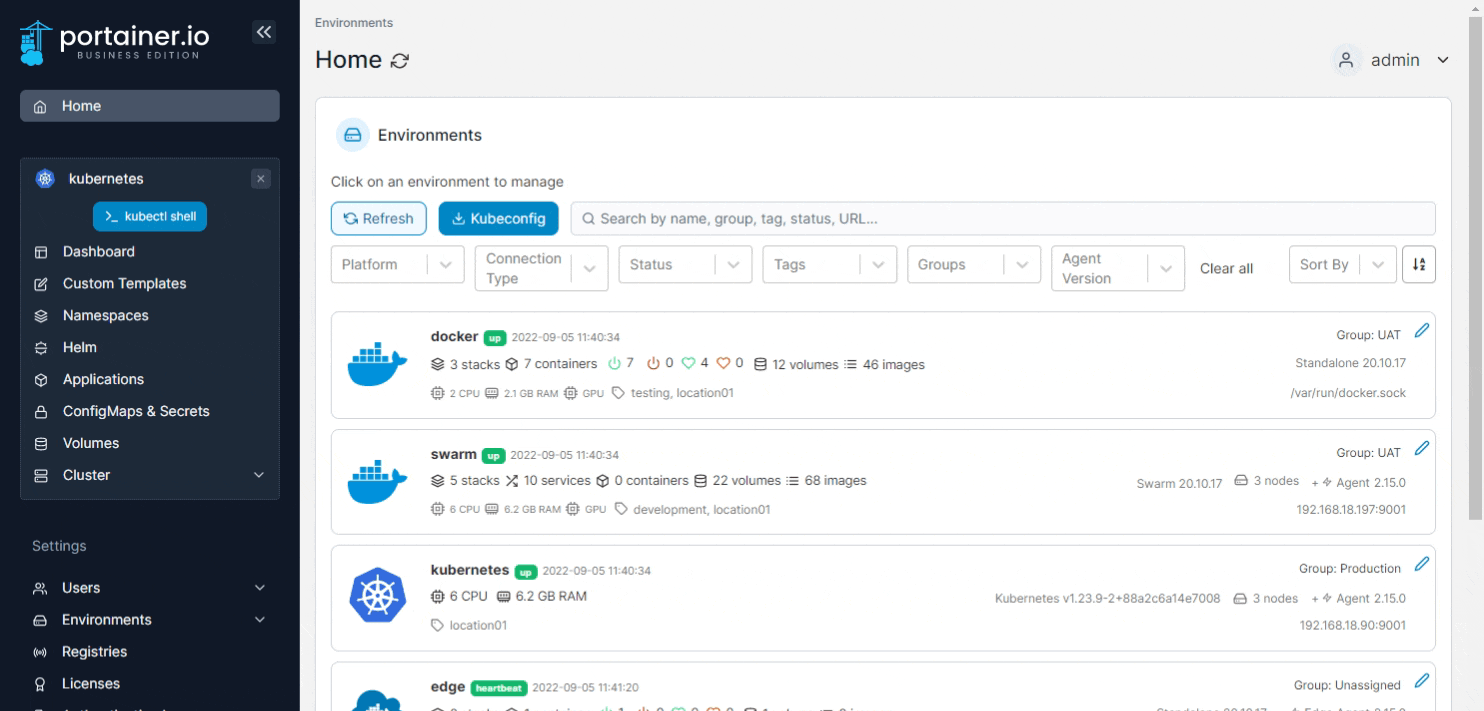 portainer.io
BUSINESS EDITION
Home
kubernetes
kubectl shell
Dashboard
Custom Templates
Namespaces
Helm
Applications
ConfigMaps & Secrets
Volumes
Cluster
Settings
Users
Environments
Registries
Licenses
Environments
Home
admin
Environments
Click on an environment to manage
Refresh Kubeconfig Search by name, group, tag, status, URL...
Platform Connection Type Status Tags Groups Agent Version Clear all Sort By
docker up 2022-09-05 11:40:34 Group: UAT
3 stacks 7 containers 7 0 4 0 12 volumes 46 images Standalone 20.10.17
2 CPU 2.1 GB RAM GPU testing, location01 /var/run/docker.sock
swarm up 2022-09-05 11:40:34 Group: UAT
5 stacks 10 services 0 containers 22 volumes 68 images Swarm 20.10.17 3 nodes + Agent 2.15.0
6 CPU 6.2 GB RAM GPU development, location01 192.168.18.197:9001
kubernetes up 2022-09-05 11:40:34 Group: Production
6 CPU 6.2 GB RAM Kubernetes v1.23.9-2+88a2c6a14e7008 3 nodes + Agent 2.15.0
location01 192.168.18.90:9001
edge heartbeat 2022-09-05 11:41:20 Group: Unassigned